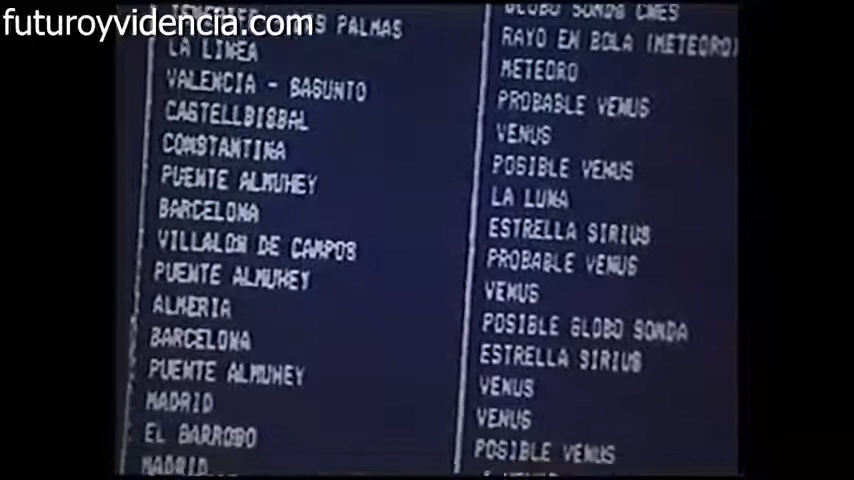 futuroyvidencia.com
PALMAS
GLOBO SONDA CNES
LA LINEA
RAYO EN BOLA (METEORO)
VALENCIA - SAGUNTO
METEORO
CASTELLBISBAL
PROBABLE VENUS
CONSTANTINA
VENUS
PUENTE ALMUHEY
POSIBLE VENUS
BARCELONA
LA LUNA
VILLALON DE CAMPOS
ESTRELLA SIRIUS
PUENTE ALMUHEY
PROBABLE VENUS
ALMERIA
VENUS
BARCELONA
POSIBLE GLOBO SONDA
PUENTE ALMUHEY
ESTRELLA SIRIUS
MADRID
VENUS
EL
VENUS
MADRID
POSIBLE VENUS